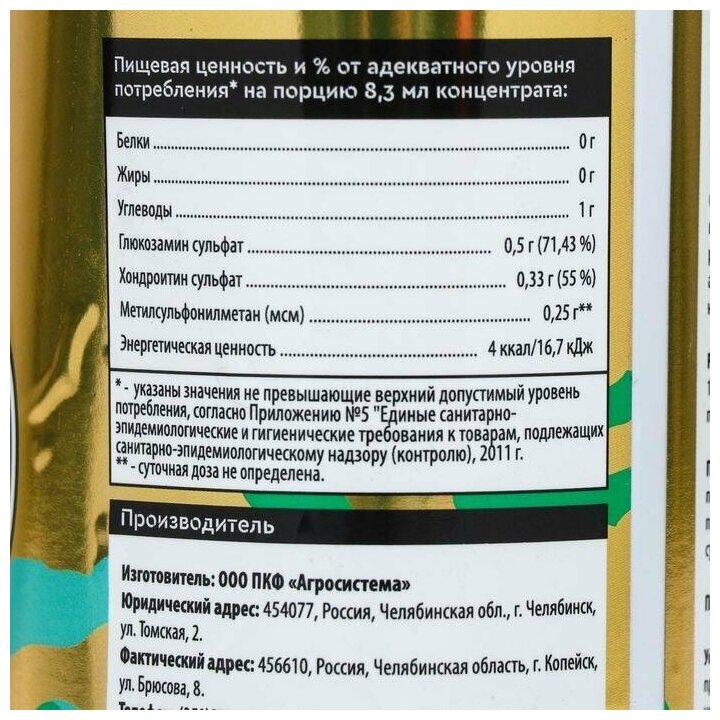 Пищевая ценность и % от адекватного уровня
потребления* на порцию 8,3 мл концентрата:
Белки ........ 0 г
Жиры ........ 0 г
Углеводы ........ 1 г
Глюкозамин сульфат ........ 0,5 г (71,43 %)
Хондроитин сульфат ........ 0,33 г (55 %)
Метилсульфонилметан (мсм) ........ 0,25 г**
Энергетическая ценность ........ 4 ккал/16,7 кДж
* - указаны значения не превышающие верхний допустимый уровень
потребления, согласно Приложению №5 "Единые санитарно-
эпидемиологические и гигиенические требования к товарам, подлежащих
санитарно-эпидемиологическому надзору (контролю), 2011 г.
** - суточная доза не определена.
Производитель
Изготовитель: ООО ПКФ «Агросистема»
Юридический адрес: 454077, Россия, Челябинская обл., г. Челябинск,
ул. Томская, 2.
Фактический адрес: 456610, Россия, Челябинская область, г. Копейск,
ул. Брюсова, 8.